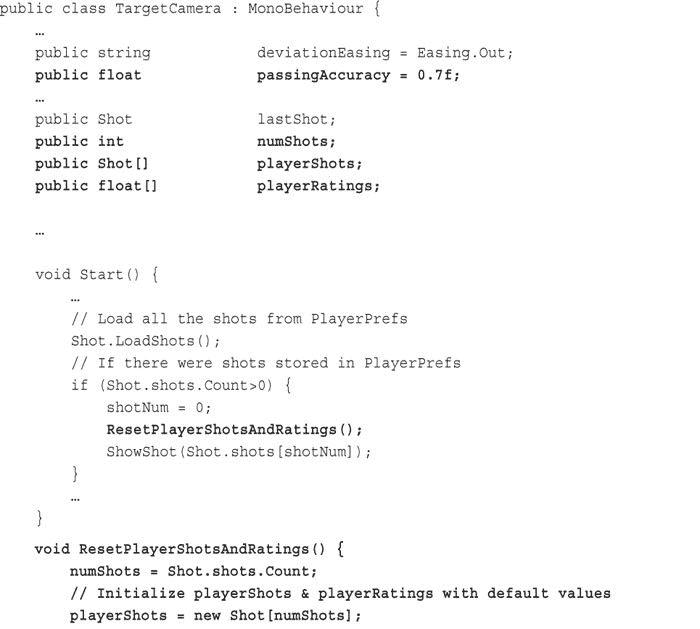 public class TargetCamera : MonoBehaviour {
…
public string deviationEasing = Easing.Out;
public float passingAccuracy = 0.7f;
…
public Shot lastShot;
public int numShots;
public Shot[] playerShots;
public float[] playerRatings;
…
void Start() {
…
// Load all the shots from PlayerPrefs
Shot.LoadShots();
// If there were shots stored in PlayerPrefs
if (Shot.shots.Count>0) {
shotNum = 0;
ResetPlayerShotsAndRatings();
ShowShot(Shot.shots[shotNum]);
}
…
}
void ResetPlayerShotsAndRatings() {
numShots = Shot.shots.Count;
// Initialize playerShots & playerRatings with default values
playerShots = new Shot[numShots];